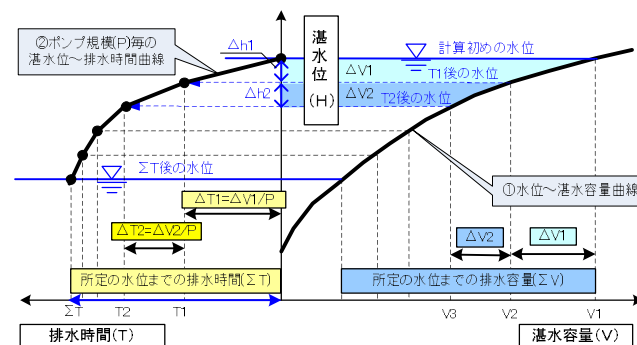 ②ポンプ規模(P)毎の
湛水位～排水時間曲線
Δh1
湛
水
位
(H)
計算初めの水位
ΔV1
T1後の水位
Δh2
ΔV2
T2後の水位
ΣT後の水位
①水位～湛水容量曲線
ΔT1=ΔV1/P
ΔT2=ΔV2/P
ΔV2
ΔV1
所定の水位までの排水時間(ΣT)
所定の水位までの排水容量(ΣV)
ΣT
T2
T1
V3
V2
V1
排水時間(T)
湛水容量(V)